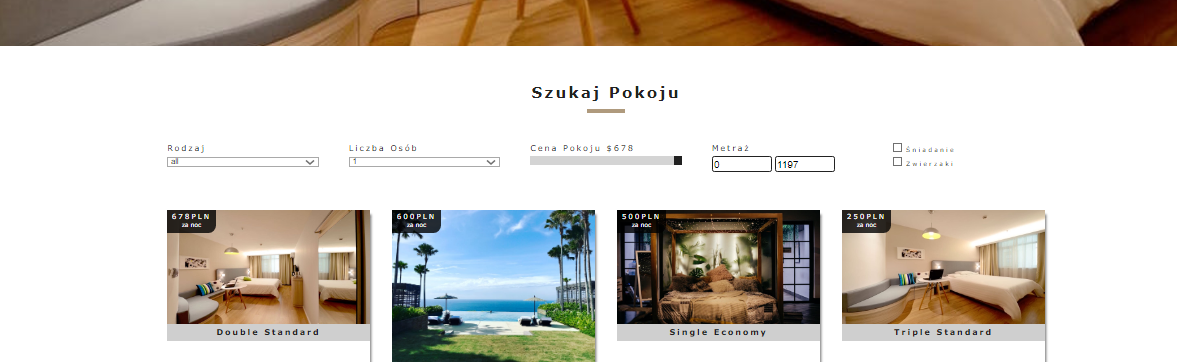 Szukaj Pokoju
Rodzaj
all
Liczba Osób
1
Cena Pokoju $678
Metraż
0
1197
Śniadanie
Zwierzaki
678PLN
za noc
600PLN
za noc
500PLN
za noc
250PLN
za noc
Double Standard
Single Economy
Triple Standard